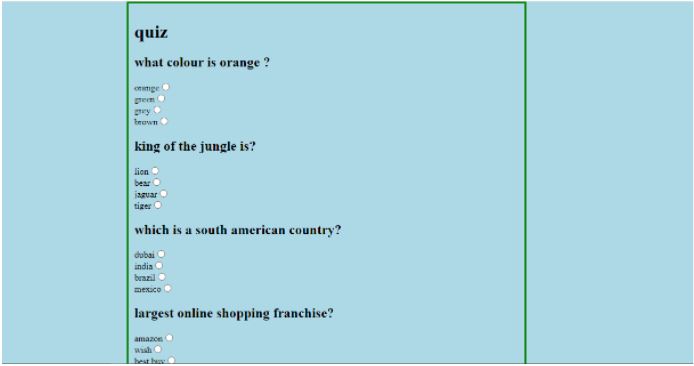 quiz
what colour is orange ?
orange
green
grey
brown
king of the jungle is?
lion
bear
jaguar
tiger
which is a south american country?
dubai
india
brazil
mexico
largest online shopping franchise?
amazon
wish
best buy